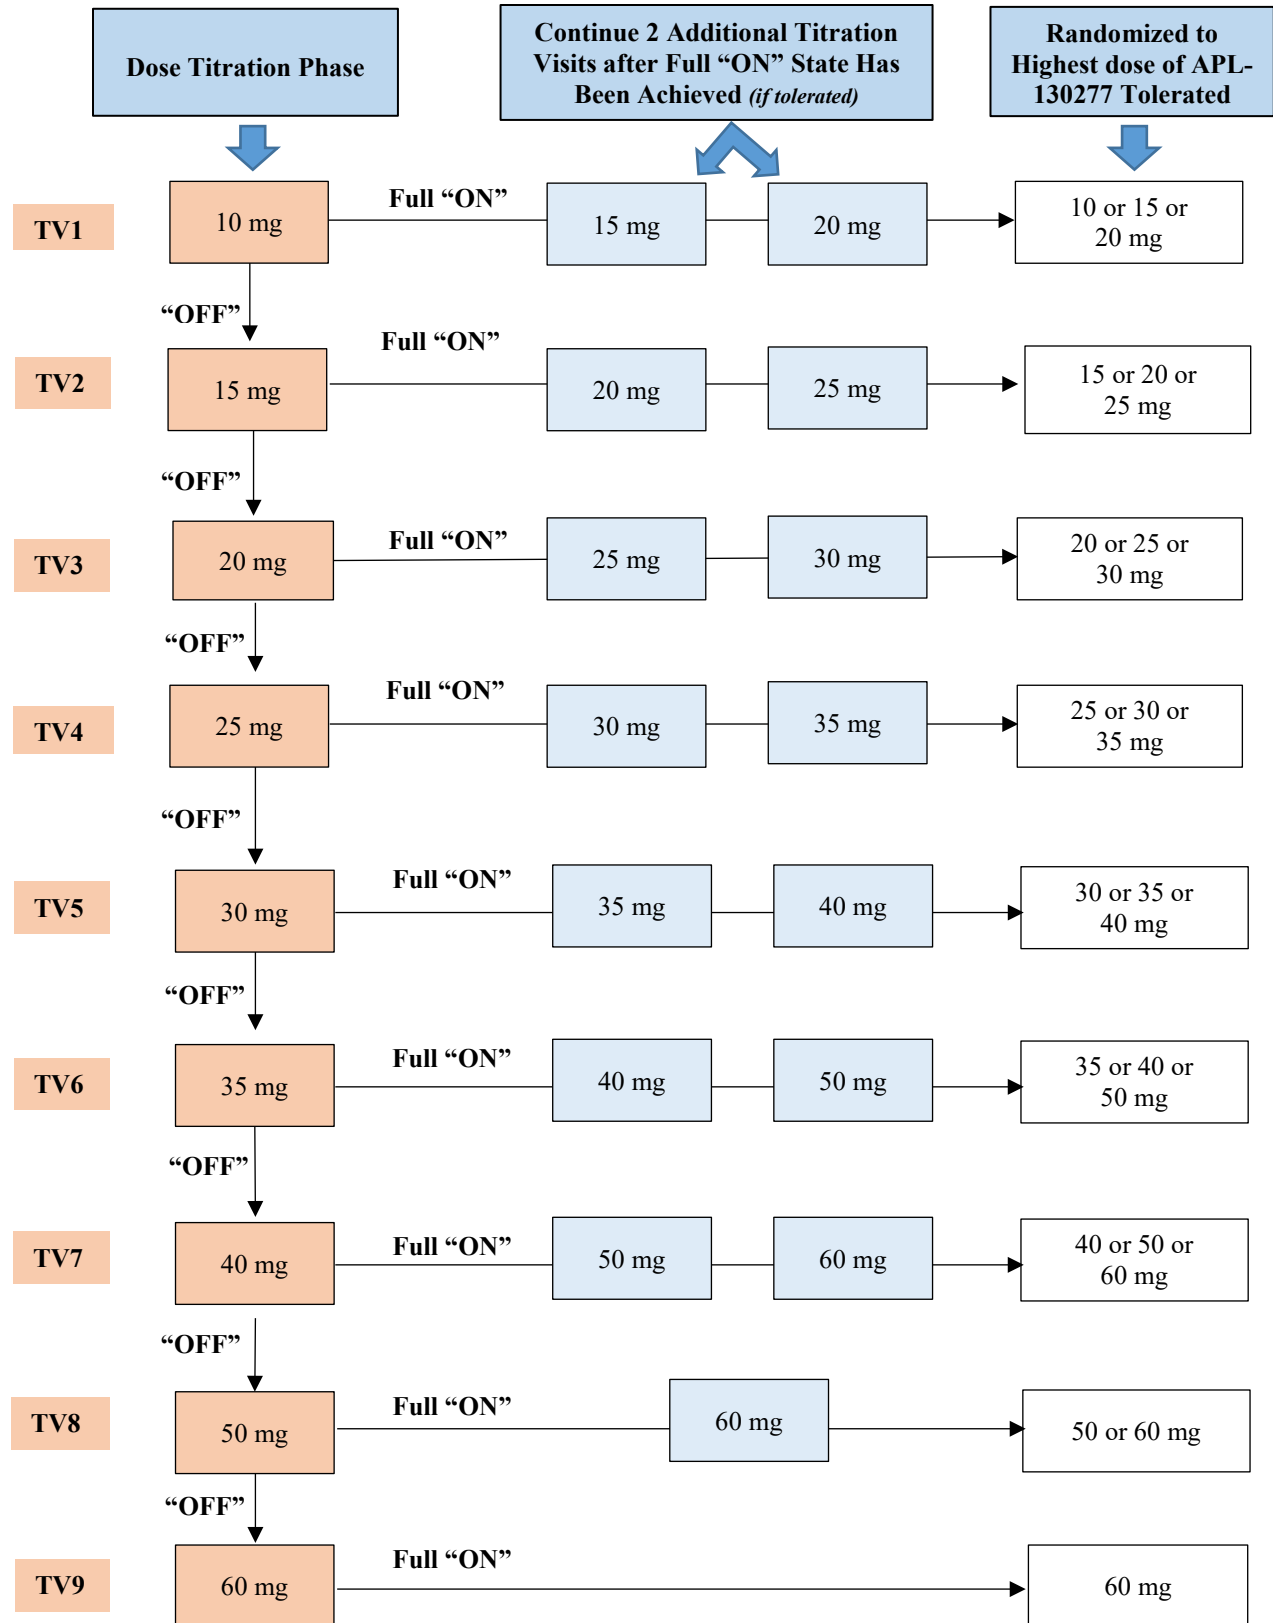 Dose Titration Phase
Continue 2 Additional Titration
Visits after Full “ON” State Has
Been Achieved (if tolerated)
Randomized to
Highest dose of APL-
130277 Tolerated
TV1
10 mg
Full “ON”
15 mg
20 mg
10 or 15 or
20 mg
“OFF”
TV2
15 mg
Full “ON”
20 mg
25 mg
15 or 20 or
25 mg
“OFF”
TV3
20 mg
Full “ON”
25 mg
30 mg
20 or 25 or
30 mg
“OFF”
TV4
25 mg
Full “ON”
30 mg
35 mg
25 or 30 or
35 mg
“OFF”
TV5
30 mg
Full “ON”
35 mg
40 mg
30 or 35 or
40 mg
“OFF”
TV6
35 mg
Full “ON”
40 mg
50 mg
35 or 40 or
50 mg
“OFF”
TV7
40 mg
Full “ON”
50 mg
60 mg
40 or 50 or
60 mg
“OFF”
TV8
50 mg
Full “ON”
60 mg
50 or 60 mg
“OFF”
TV9
60 mg
Full “ON”
60 mg